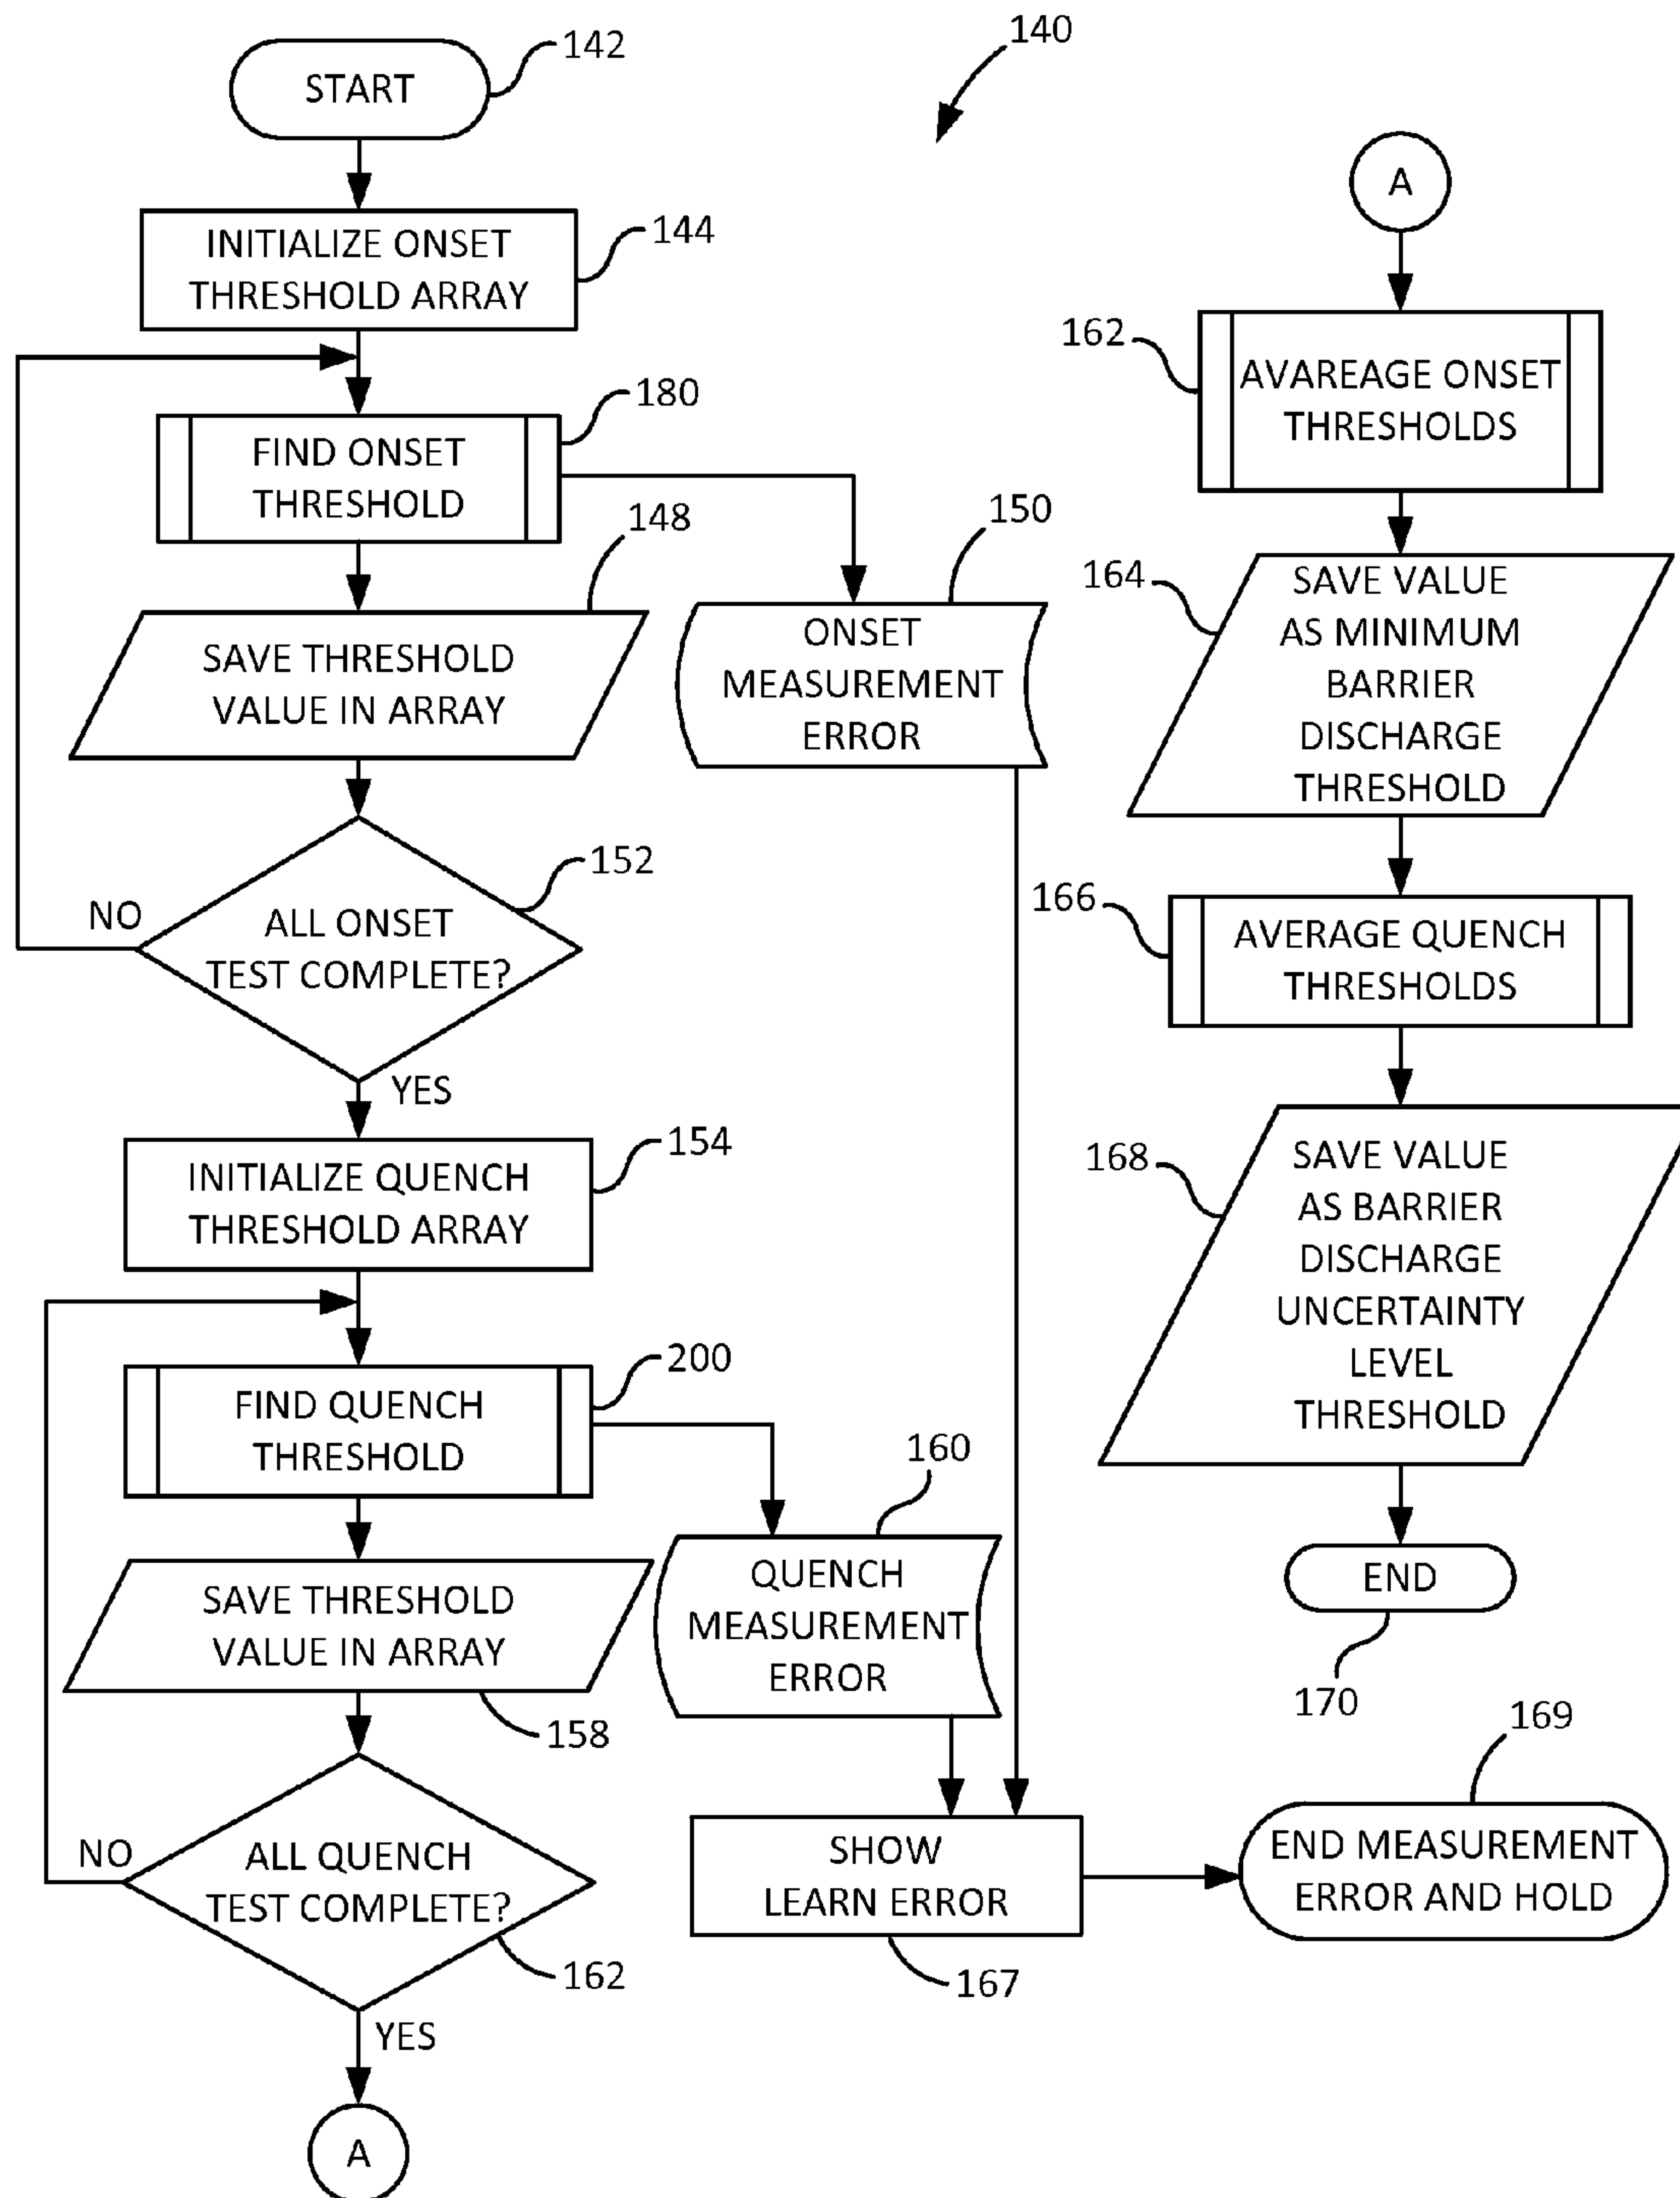 140
START
142
INITIALIZE ONSET
THRESHOLD ARRAY
144
FIND ONSET
THRESHOLD
180
SAVE THRESHOLD
VALUE IN ARRAY
148
ONSET
MEASUREMENT
ERROR
150
ALL ONSET
TEST COMPLETE?
152
NO
YES
INITIALIZE QUENCH
THRESHOLD ARRAY
154
FIND QUENCH
THRESHOLD
200
SAVE THRESHOLD
VALUE IN ARRAY
158
QUENCH
MEASUREMENT
ERROR
160
ALL QUENCH
TEST COMPLETE?
162
NO
YES
A
SHOW
LEARN ERROR
167
END MEASUREMENT
ERROR AND HOLD
169
A
AVAREAGE ONSET
THRESHOLDS
162
SAVE VALUE
AS MINIMUM
BARRIER
DISCHARGE
THRESHOLD
164
AVERAGE QUENCH
THRESHOLDS
166
SAVE VALUE
AS BARRIER
DISCHARGE
UNCERTAINTY
LEVEL
THRESHOLD
168
END
170